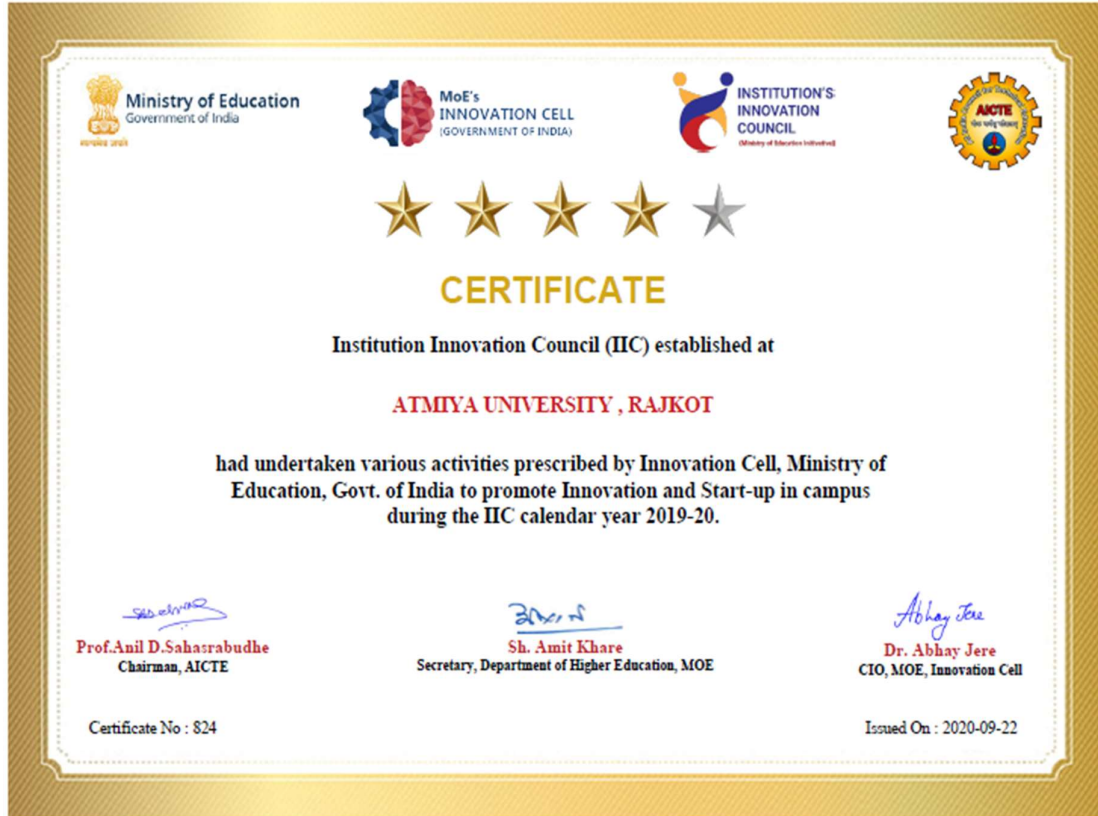 Ministry of Education
Government of India
सत्यमेव जयते
MoE's
INNOVATION CELL
(GOVERNMENT OF INDIA)
INSTITUTION'S
INNOVATION
COUNCIL
(Ministry of Education Initiative)
AICTE
CERTIFICATE
Institution Innovation Council (IIC) established at
ATMIYA UNIVERSITY , RAJKOT
had undertaken various activities prescribed by Innovation Cell, Ministry of
Education, Govt. of India to promote Innovation and Start-up in campus
during the IIC calendar year 2019-20.
Abhay Jere
Prof.Anil D.Sahasrabudhe
Sh. Amit Khare
Dr. Abhay Jere
Chairman, AICTE
Secretary, Department of Higher Education, MOE
CIO, MOE, Innovation Cell
Certificate No : 824
Issued On : 2020-09-22